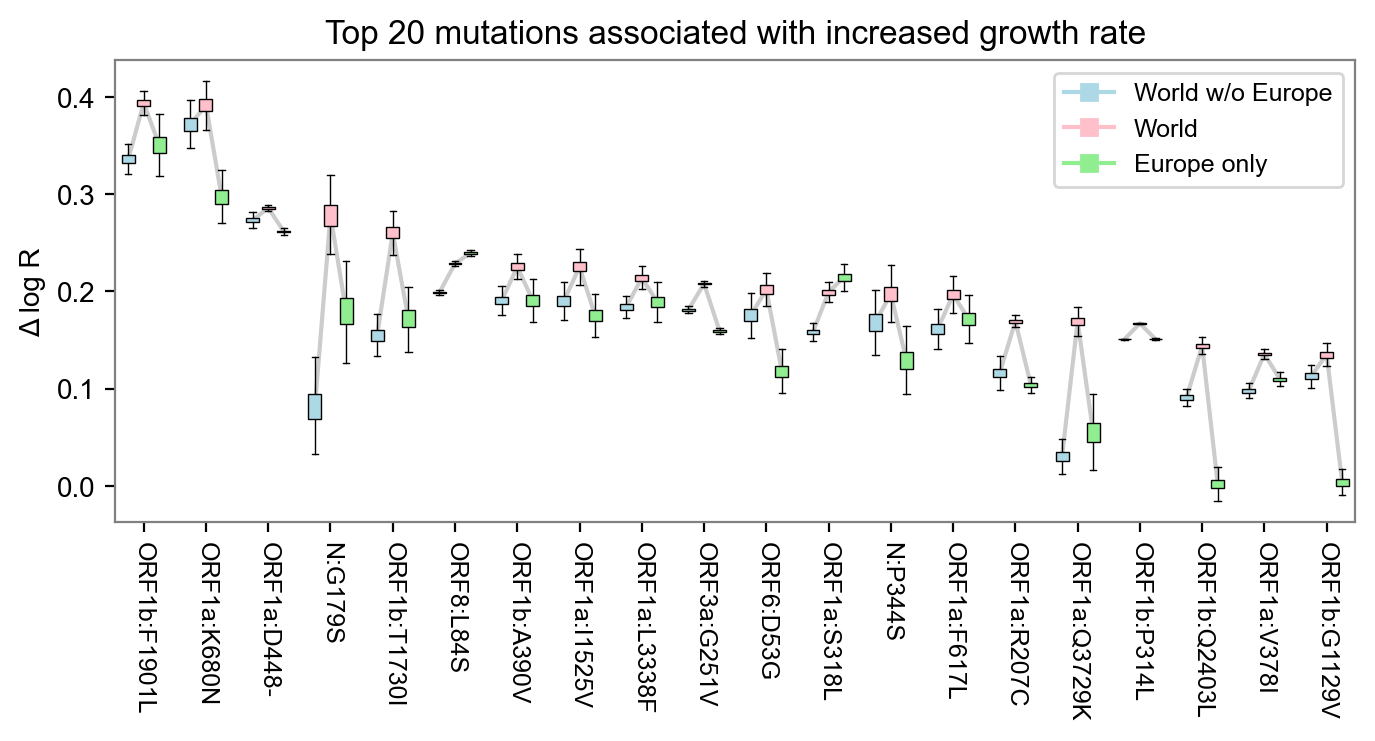 Top 20 mutations associated with increased growth rate
World w/o Europe
World
Europe only
Δ log R
0.4
0.3
0.2
0.1
0.0
ORF1b:F1901L
ORF1a:K680N
ORF1a:D448-
N:G179S
ORF1b:T1730I
ORF8:L84S
ORF1b:A390V
ORF1a:I1525V
ORF1a:L3338F
ORF3a:G251V
ORF6:D53G
ORF1a:S318L
N:P344S
ORF1a:F617L
ORF1a:R207C
ORF1a:Q3729K
ORF1b:P314L
ORF1b:Q2403L
ORF1a:V378I
ORF1b:G1129V